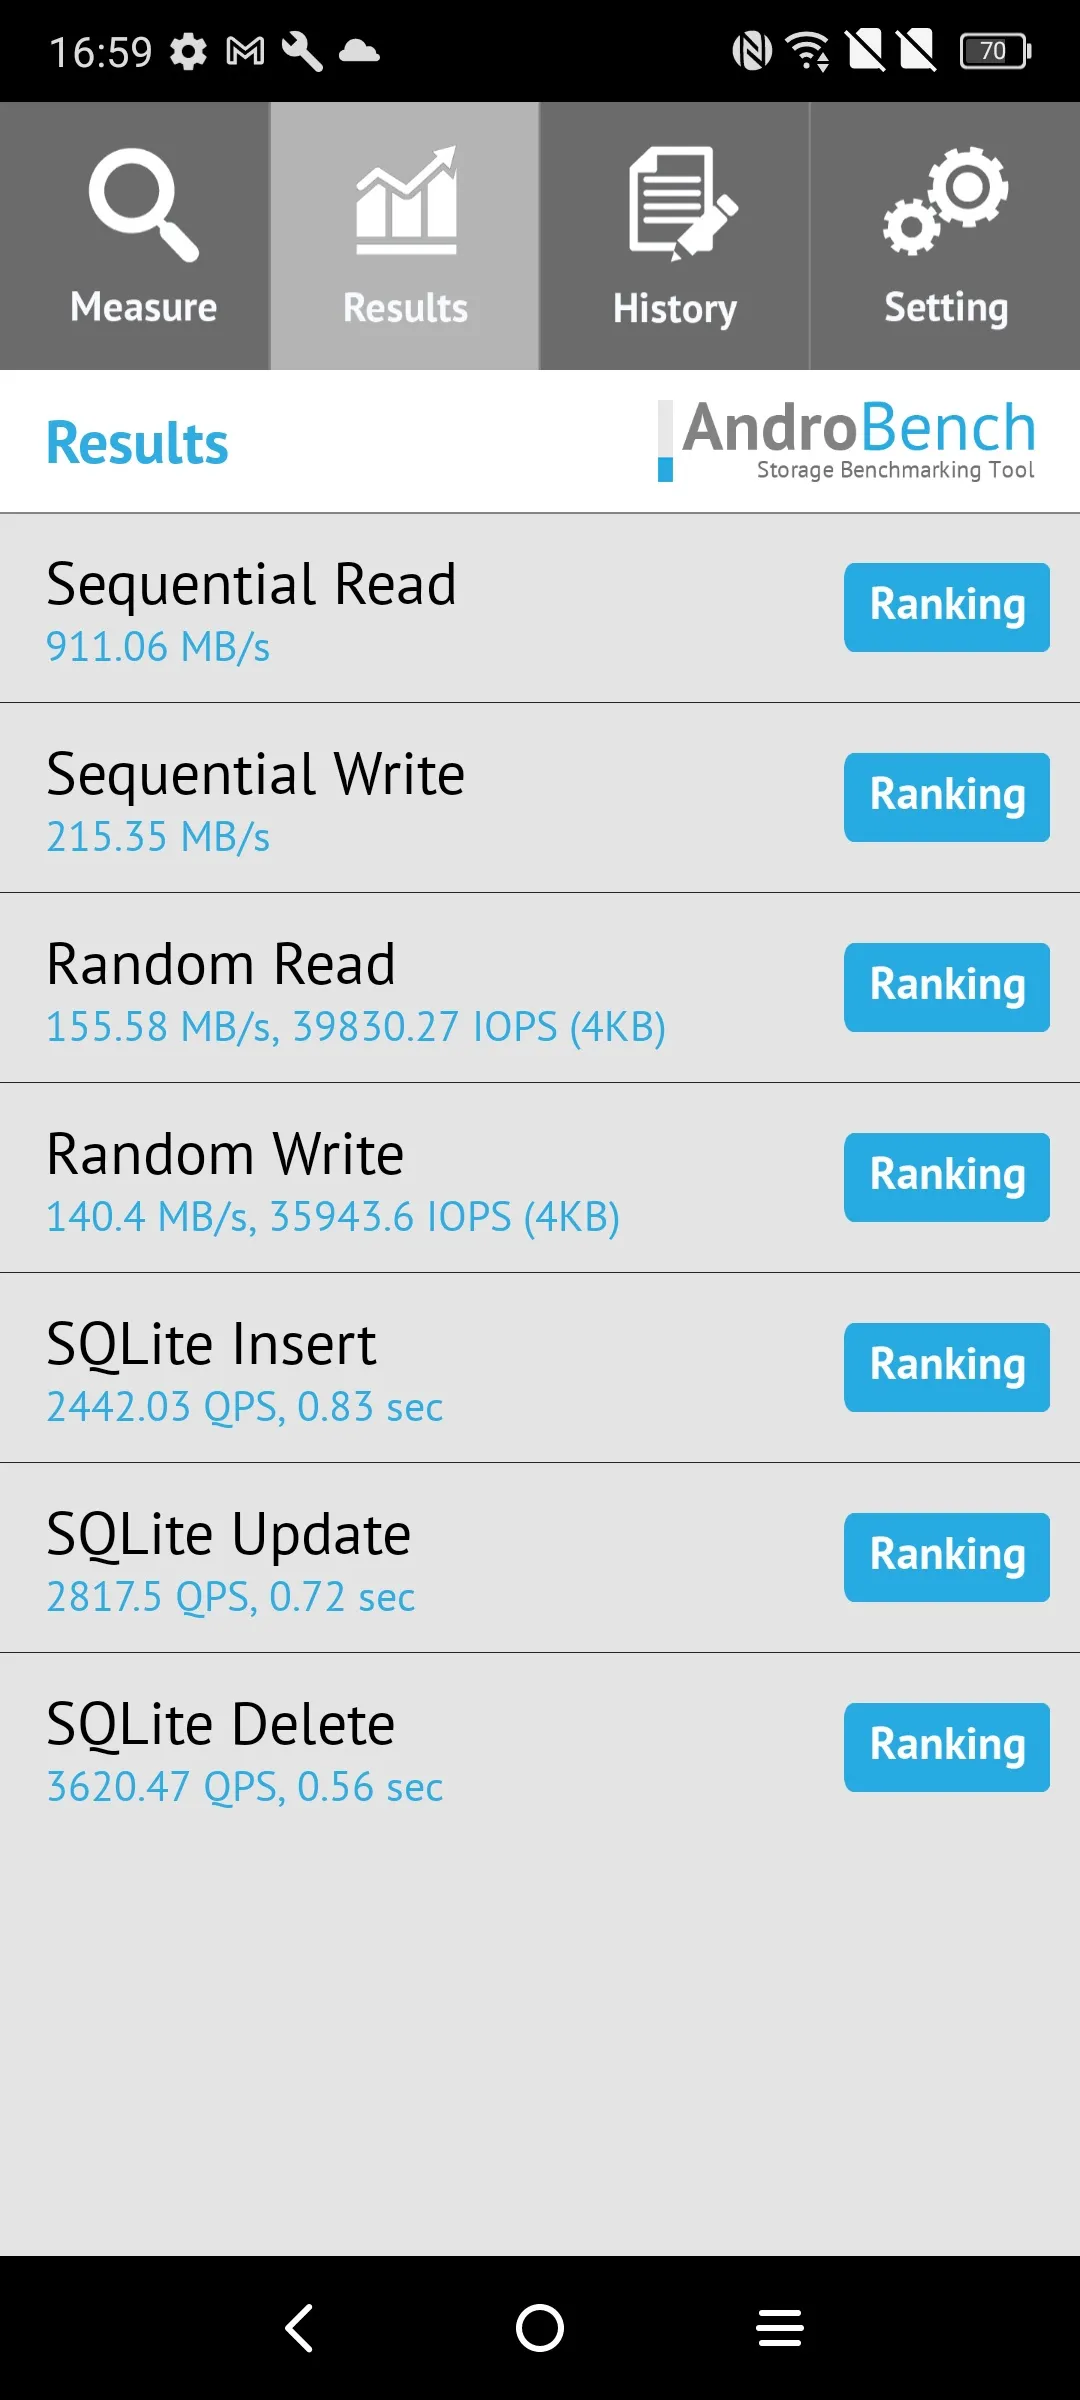 16:59
70
Measure
Results
History
Setting
Results
AndroBench
Storage Benchmarking Tool
Sequential Read
911.06 MB/s
Ranking
Sequential Write
215.35 MB/s
Ranking
Random Read
155.58 MB/s, 39830.27 IOPS (4KB)
Ranking
Random Write
140.4 MB/s, 35943.6 IOPS (4KB)
Ranking
SQLite Insert
2442.03 QPS, 0.83 sec
Ranking
SQLite Update
2817.5 QPS, 0.72 sec
Ranking
SQLite Delete
3620.47 QPS, 0.56 sec
Ranking